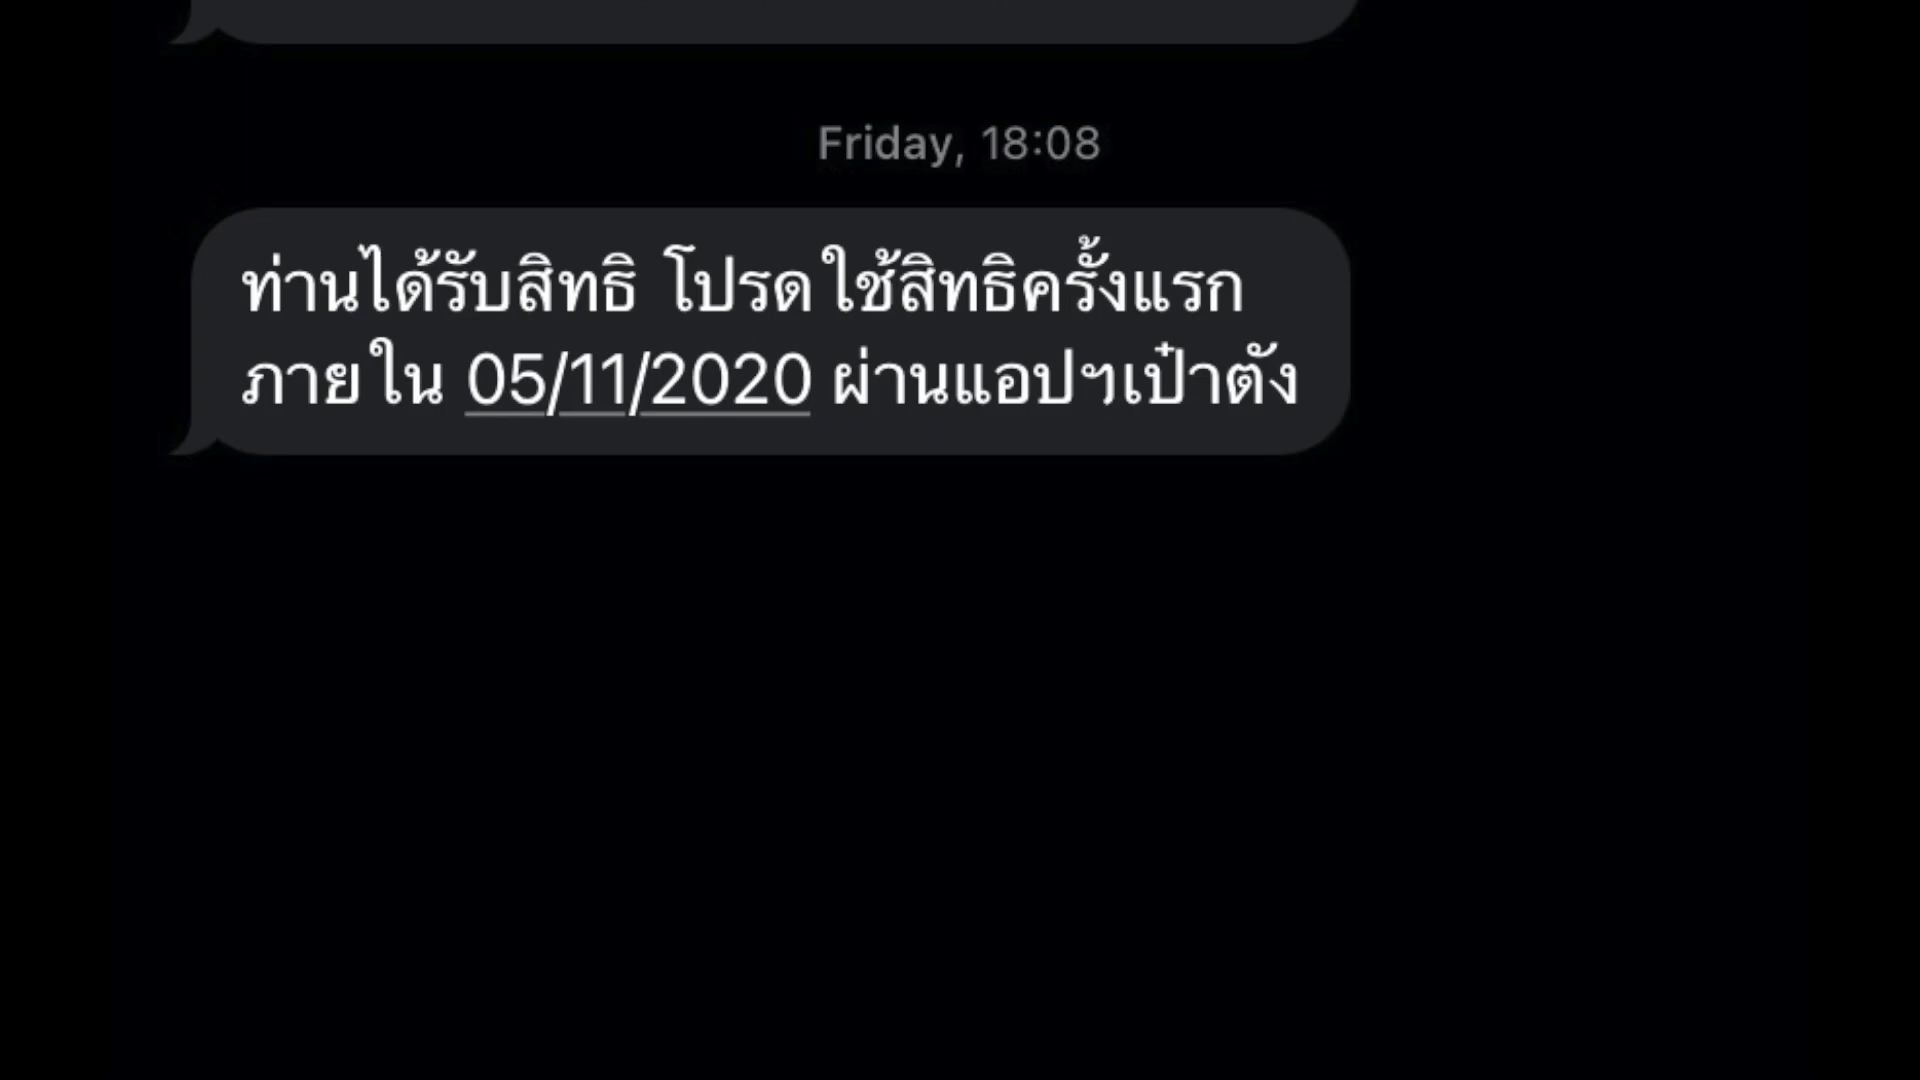 Friday, 18:08
ท่านได้รับสิทธิ โปรดใช้สิทธิครั้งแรก
ภายใน 05/11/2020 ผ่านแอปฯเป๋าตัง